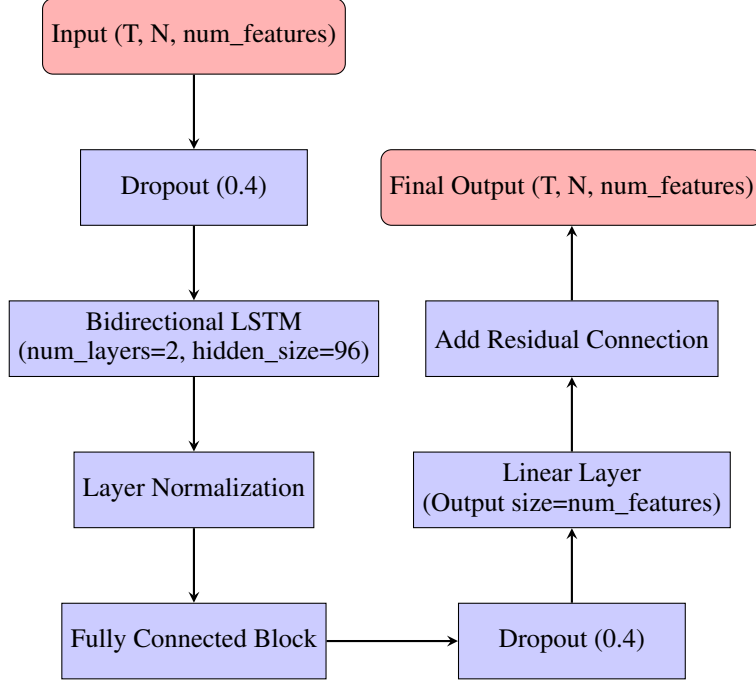 Input (T, N, num_features)
Dropout (0.4)
Bidirectional LSTM
(num_layers=2, hidden_size=96)
Layer Normalization
Fully Connected Block
Dropout (0.4)
Linear Layer
(Output size=num_features)
Add Residual Connection
Final Output (T, N, num_features)